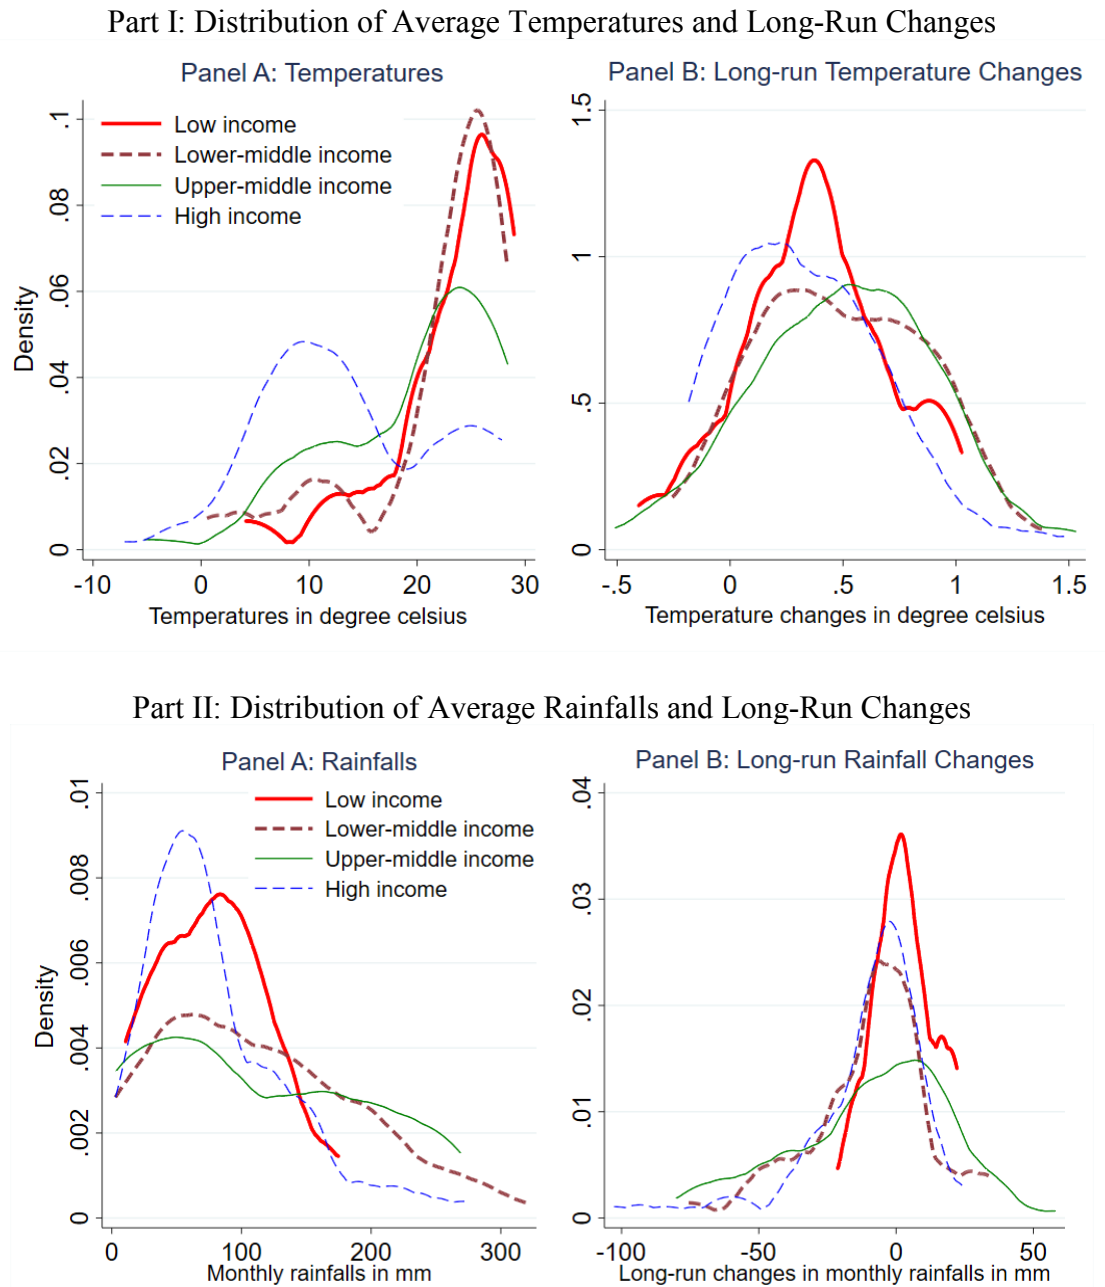 Part I: Distribution of Average Temperatures and Long-Run Changes
Panel A: Temperatures
Low income
Lower-middle income
Upper-middle income
High income
Density
.1
.08
.06
.04
.02
0
-10 0 10 20 30
Temperatures in degree celsius
Panel B: Long-run Temperature Changes
1.5
1
.5
0
-.5 0 .5 1 1.5
Temperature changes in degree celsius
Part II: Distribution of Average Rainfalls and Long-Run Changes
Panel A: Rainfalls
Low income
Lower-middle income
Upper-middle income
High income
Density
.01
.008
.006
.004
.002
0
0 100 200 300
Monthly rainfalls in mm
Panel B: Long-run Rainfall Changes
.04
.03
.02
.01
0
-100 -50 0 50
Long-run changes in monthly rainfalls in mm